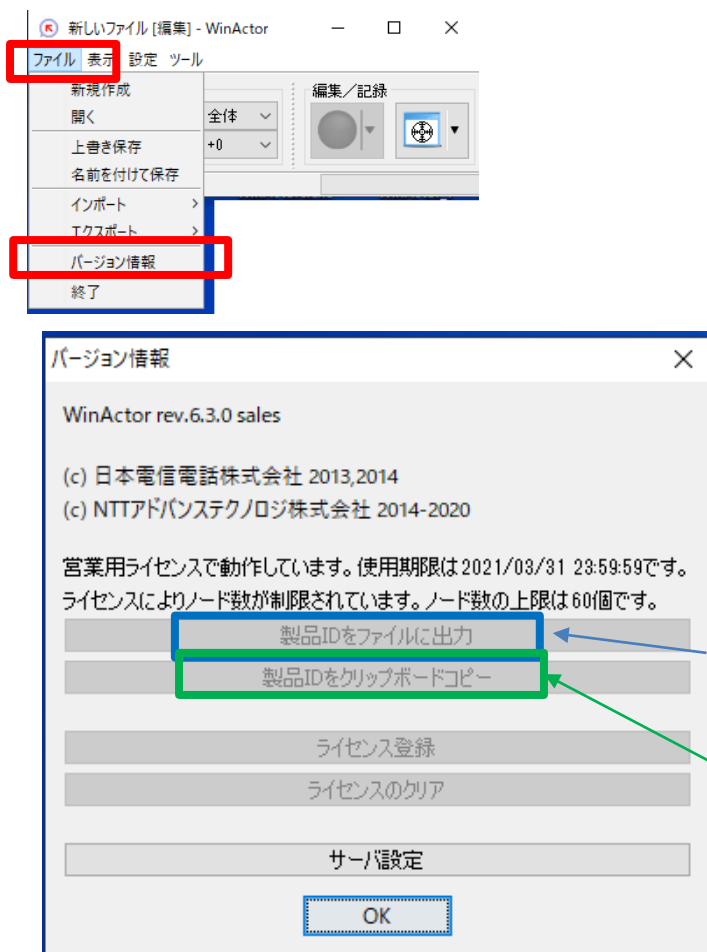 新しいファイル [編集] - WinActor
ファイル 表示 設定 ツール
新規作成
開く
上書き保存
名前を付けて保存
インポート
エクスポート
バージョン情報
終了
全体
+0
編集／記録
バージョン情報
WinActor rev.6.3.0 sales
(c) 日本電信電話株式会社 2013,2014
(c) NTTアドバンステクノロジ株式会社 2014-2020
営業用ライセンスで動作しています。使用期限は2021/03/31 23:59:59です。
ライセンスによりノード数が制限されています。ノード数の上限は60個です。
製品IDをファイルに出力
製品IDをクリップボードコピー
ライセンス登録
ライセンスのクリア
サーバ設定
OK